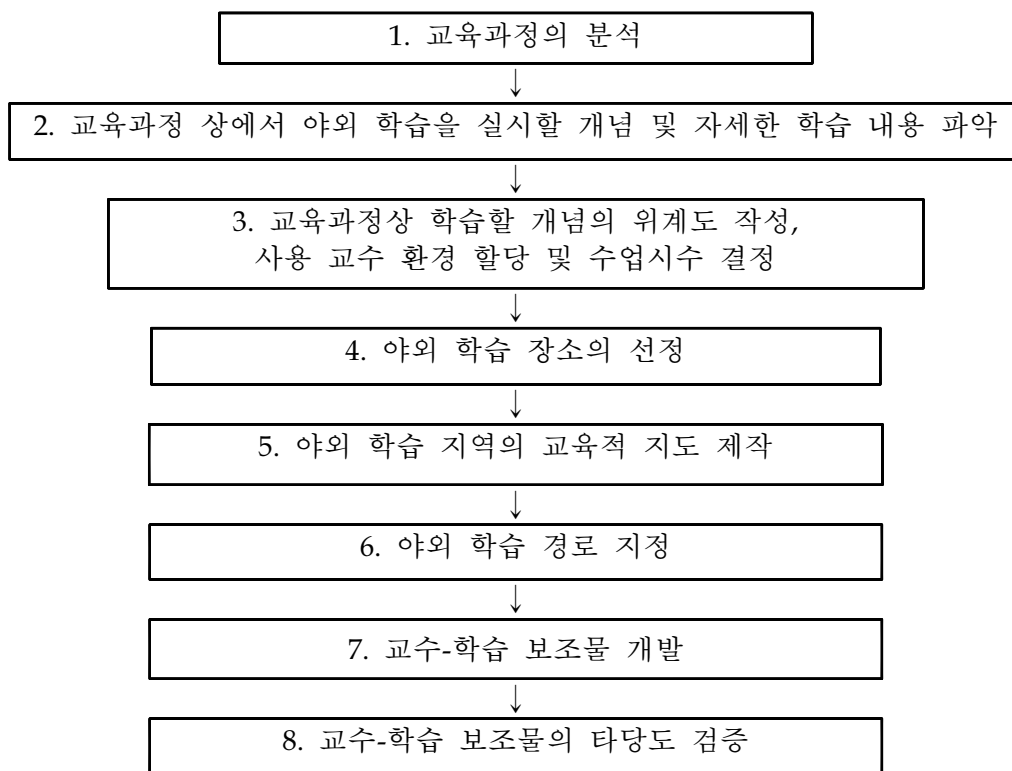 1. 교육과정의 분석
↓
2. 교육과정 상에서 야외 학습을 실시할 개념 및 자세한 학습 내용 파악
↓
3. 교육과정상 학습할 개념의 위계도 작성,
사용 교수 환경 할당 및 수업시수 결정
↓
4. 야외 학습 장소의 선정
↓
5. 야외 학습 지역의 교육적 지도 제작
↓
6. 야외 학습 경로 지정
↓
7. 교수-학습 보조물 개발
↓
8. 교수-학습 보조물의 타당도 검증